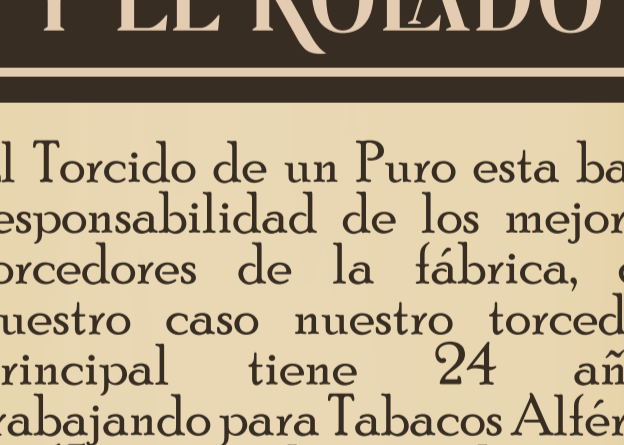 Y EL ROLADO
l Torcido de un Puro esta ba
esponsabilidad de los mejor
orcedores de la fábrica, e
uestro caso nuestro torced
rincipal tiene 24 añ
rabajando para Tabacos Alfér